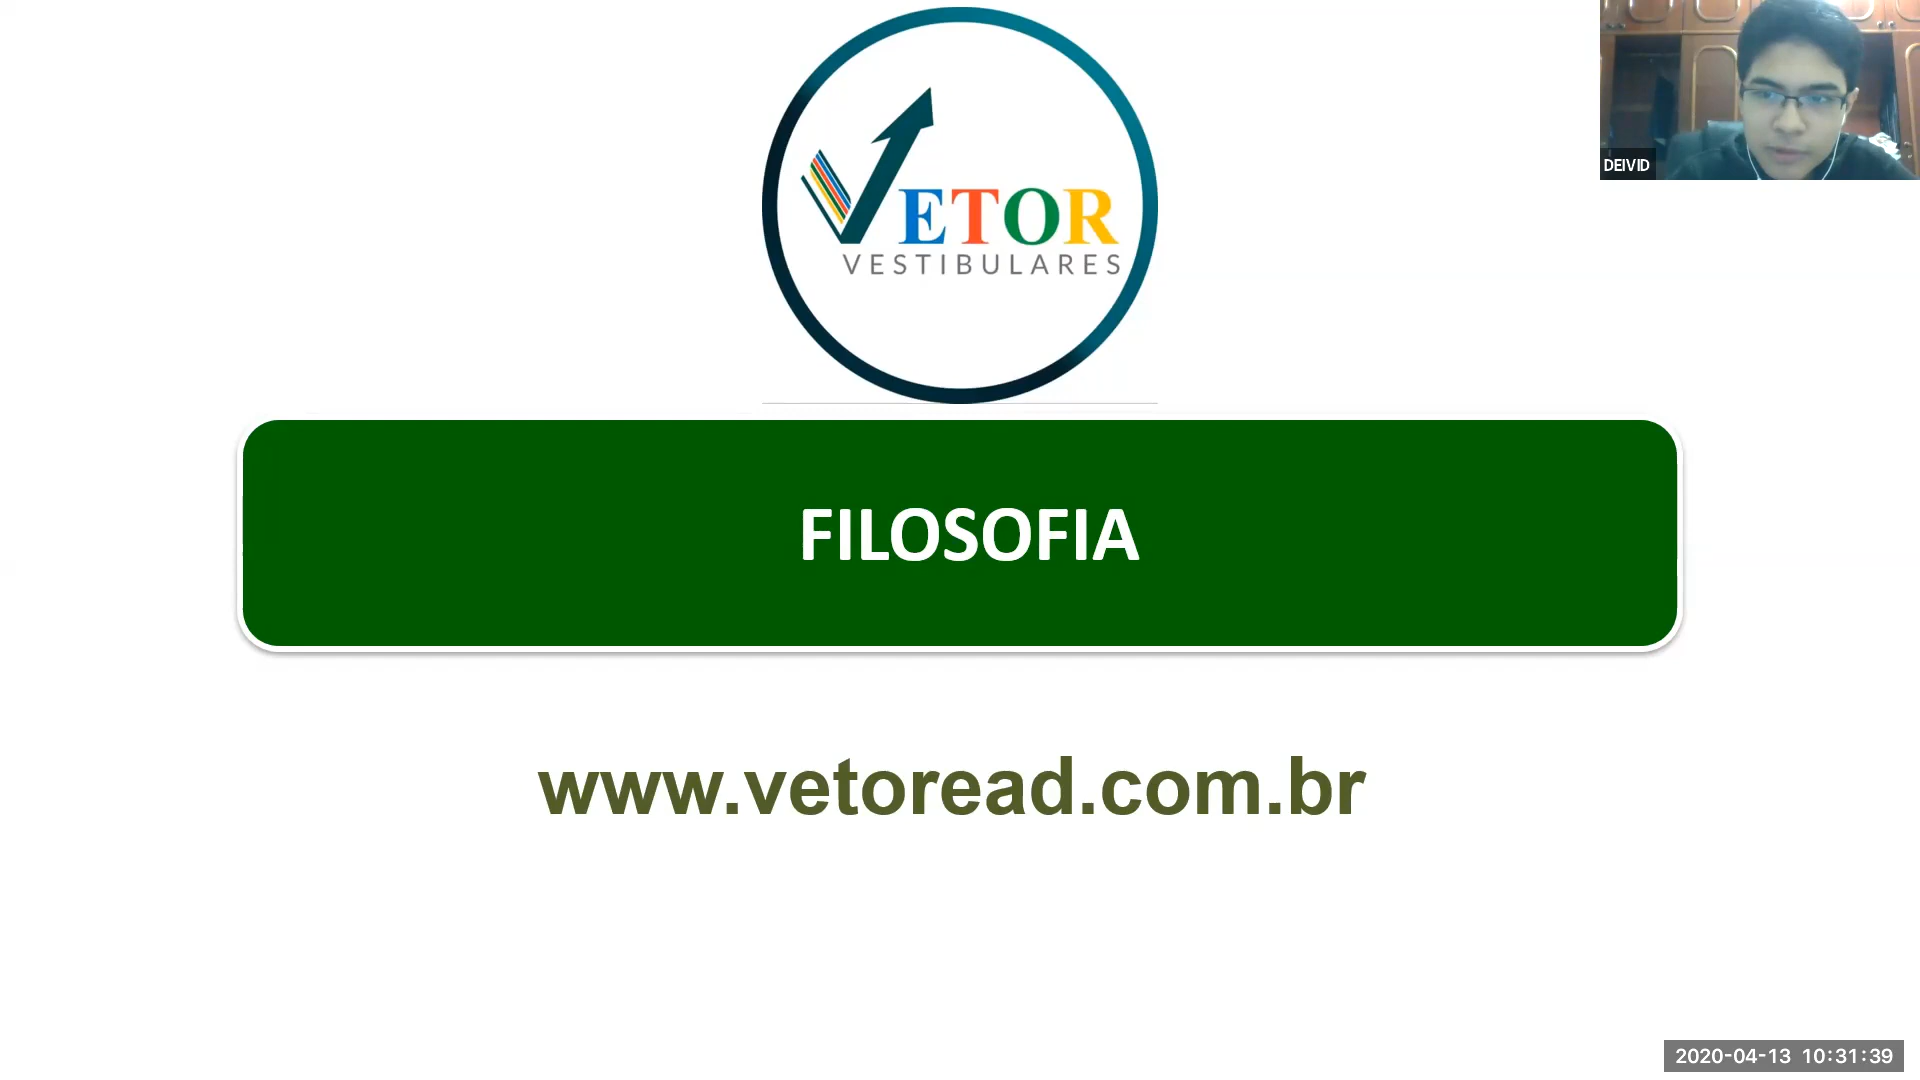 VETOR
VESTIBULARES
DEIVID
FILOSOFIA
www.vetoread.com.br
2020-04-13 10:31:39